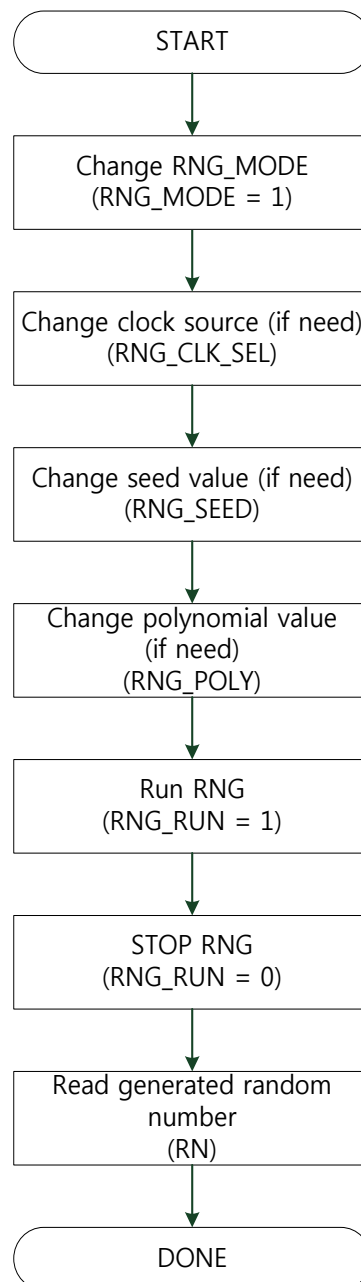 START
Change RNG_MODE
(RNG_MODE = 1)
Change clock source (if need)
(RNG_CLK_SEL)
Change seed value (if need)
(RNG_SEED)
Change polynomial value
(if need)
(RNG_POLY)
Run RNG
(RNG_RUN = 1)
STOP RNG
(RNG_RUN = 0)
Read generated random
number
(RN)
DONE